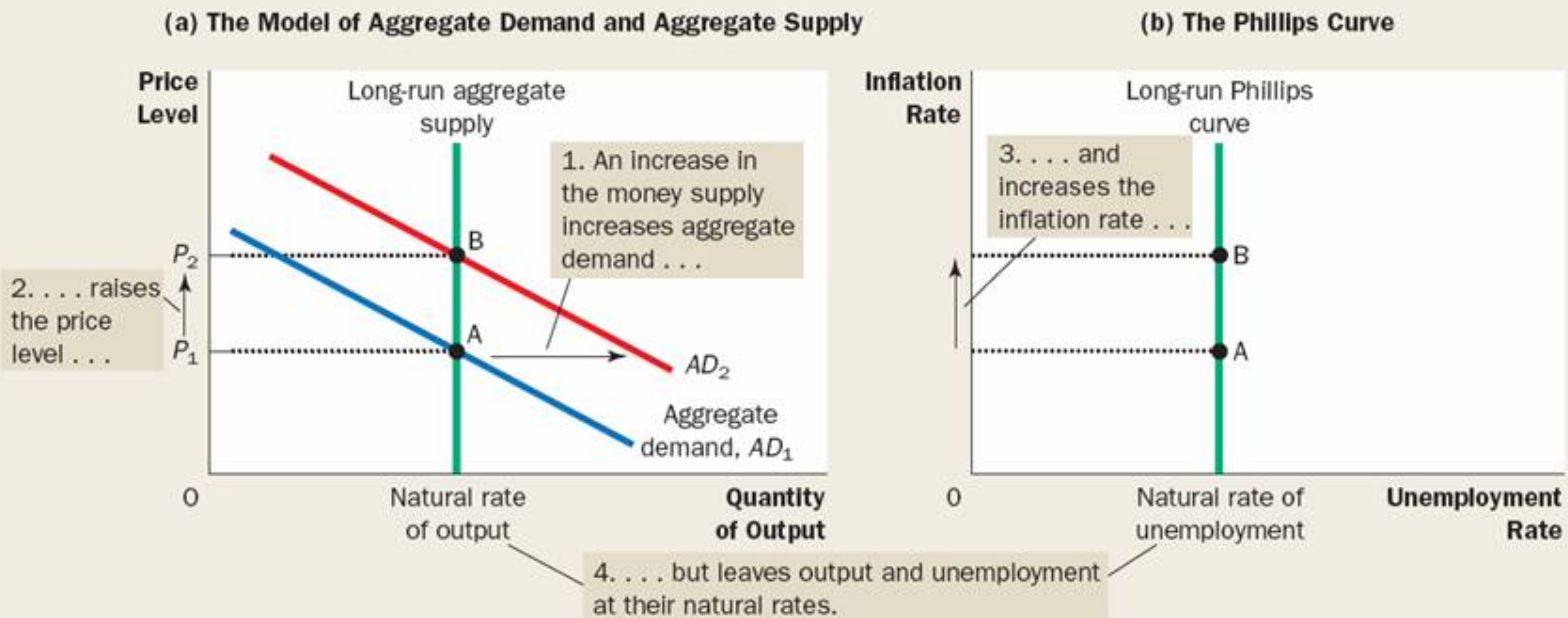 (a) The Model of Aggregate Demand and Aggregate Supply
Price
Level
Long-run aggregate
supply
1. An increase in
the money supply
increases aggregate
demand . . .
2. . . . raises
the price
level . . .
P₂
P₁
B
A
AD₂
Aggregate
demand, AD₁
0
Natural rate
of output
Quantity
of Output
(b) The Phillips Curve
Inflation
Rate
Long-run Phillips
curve
3. . . . and
increases the
inflation rate . . .
B
A
0
Natural rate of
unemployment
Unemployment
Rate
4. . . . but leaves output and unemployment
at their natural rates.